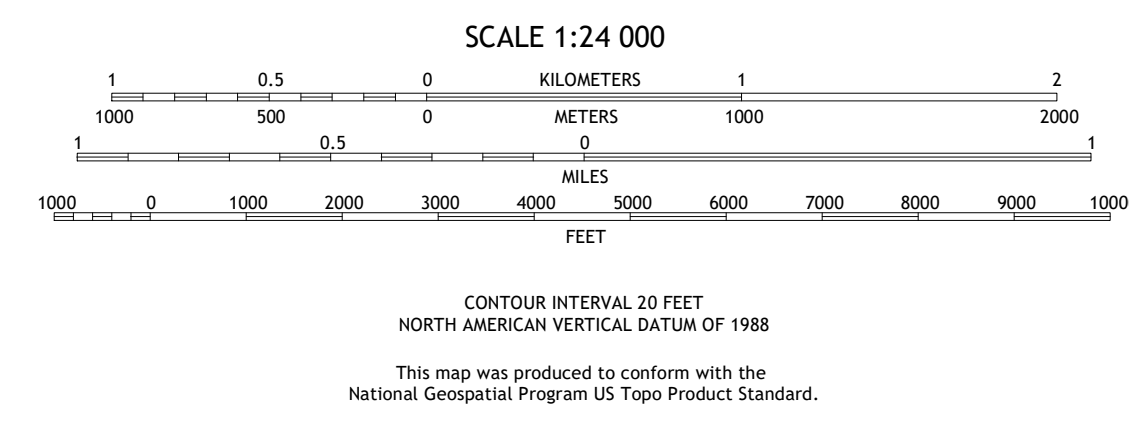 SCALE 1:24 000
1 0.5 0 KILOMETERS 1 2
1000 500 0 METERS 1000 2000
1 0.5 0 1
MILES
1000 0 1000 2000 3000 4000 5000 6000 7000 8000 9000 1000
FEET
CONTOUR INTERVAL 20 FEET
NORTH AMERICAN VERTICAL DATUM OF 1988
This map was produced to conform with the
National Geospatial Program US Topo Product Standard.